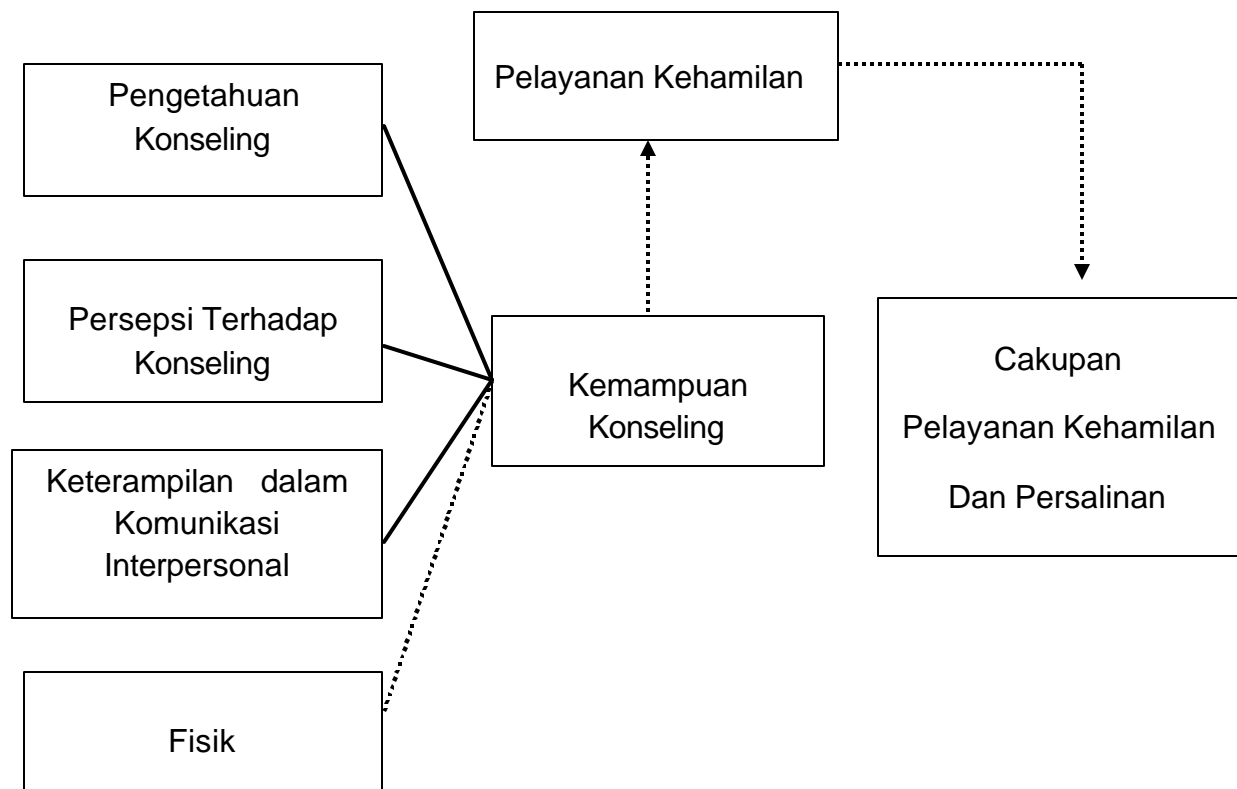 Pengetahuan
Konseling
Persepsi Terhadap
Konseling
Keterampilan dalam
Komunikasi
Interpersonal
Fisik
Pelayanan Kehamilan
Kemampuan
Konseling
Cakupan
Pelayanan Kehamilan
Dan Persalinan